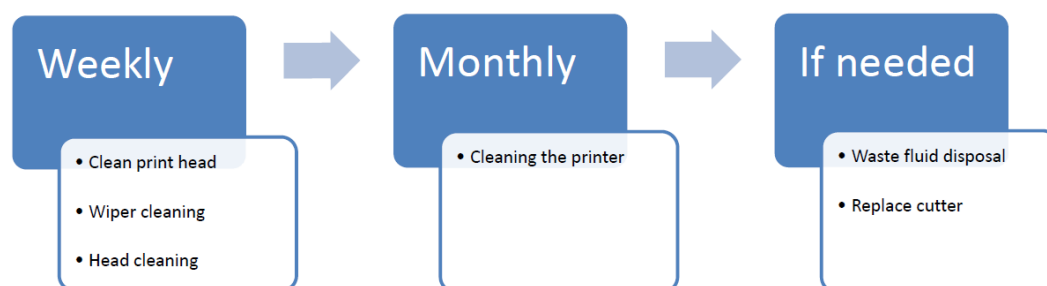 Weekly
• Clean print head
• Wiper cleaning
• Head cleaning
Monthly
• Cleaning the printer
If needed
• Waste fluid disposal
• Replace cutter